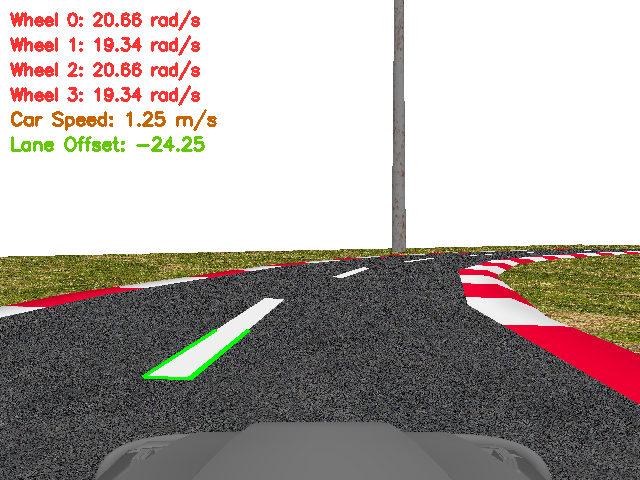 Wheel 0: 20.66 rad/s
Wheel 1: 19.34 rad/s
Wheel 2: 20.66 rad/s
Wheel 3: 19.34 rad/s
Car Speed: 1.25 m/s
Lane Offset: -24.25